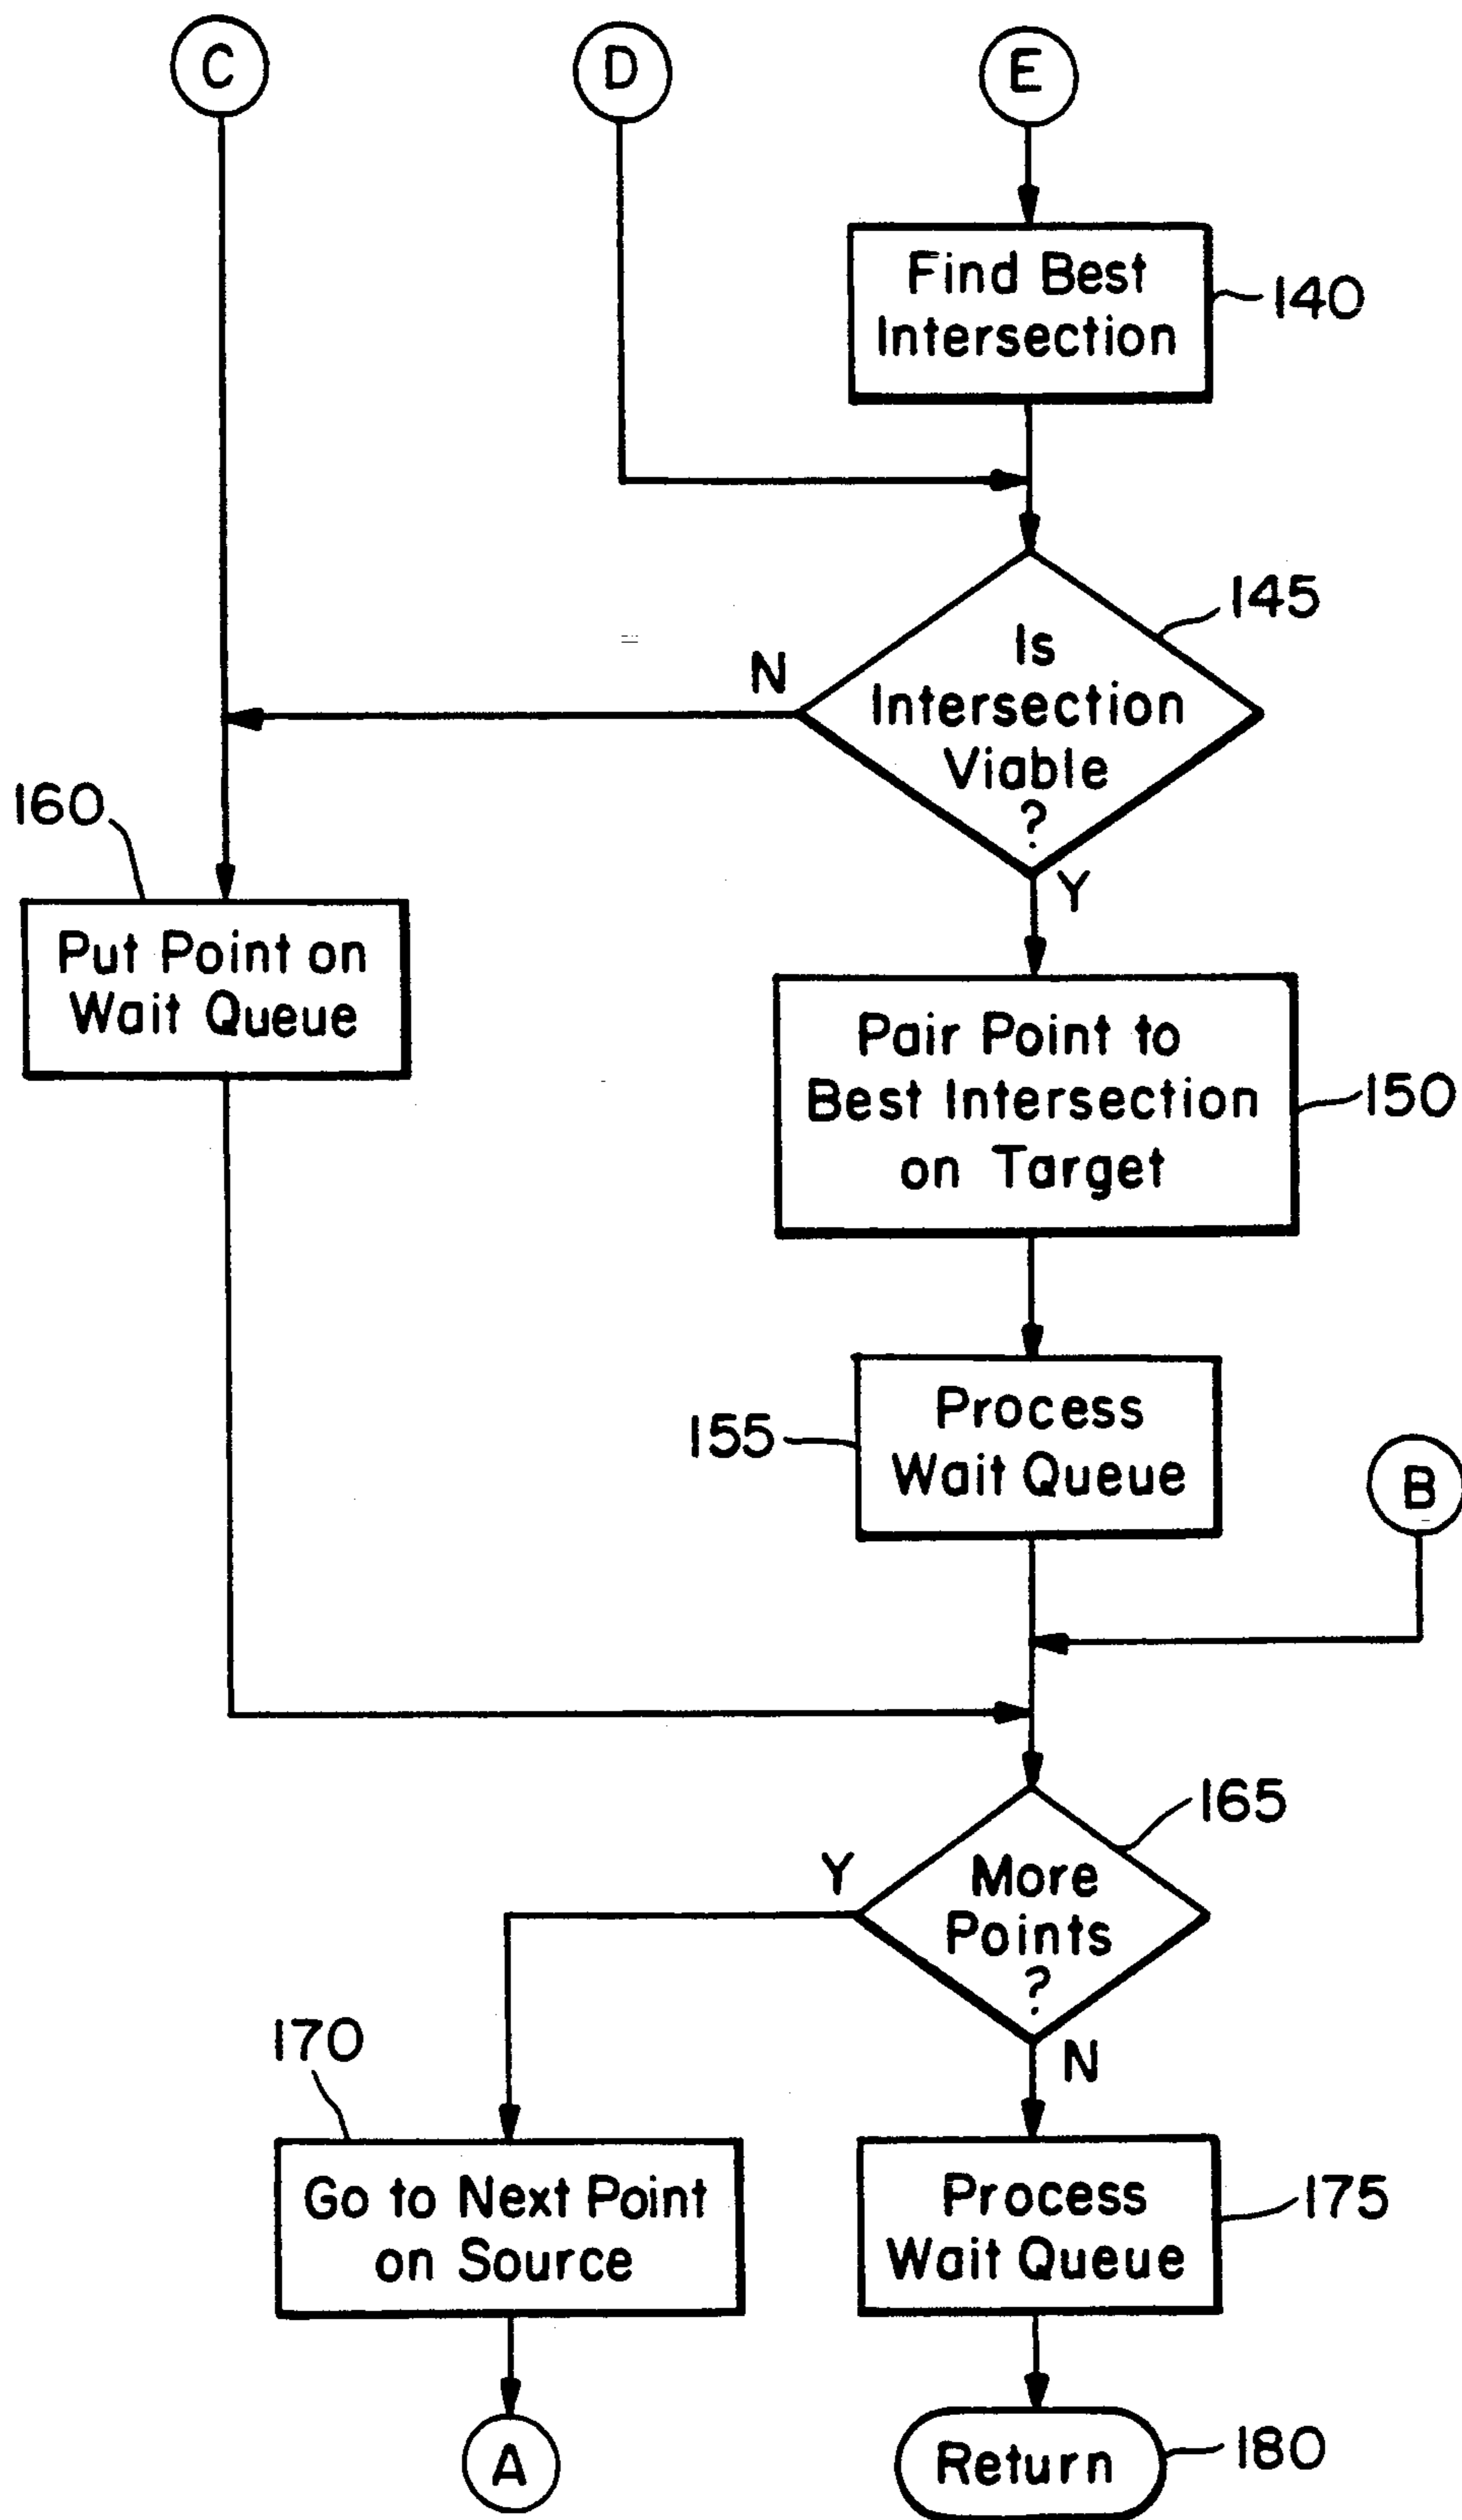 C
D
E
Find Best
Intersection
140
145
Is
Intersection
Viable
?
N
Y
160
Put Point on
Wait Queue
Pair Point to
Best Intersection
on Target
150
155
Process
Wait Queue
B
165
More
Points
?
Y
N
170
Go to Next Point
on Source
Process
Wait Queue
175
A
Return
180